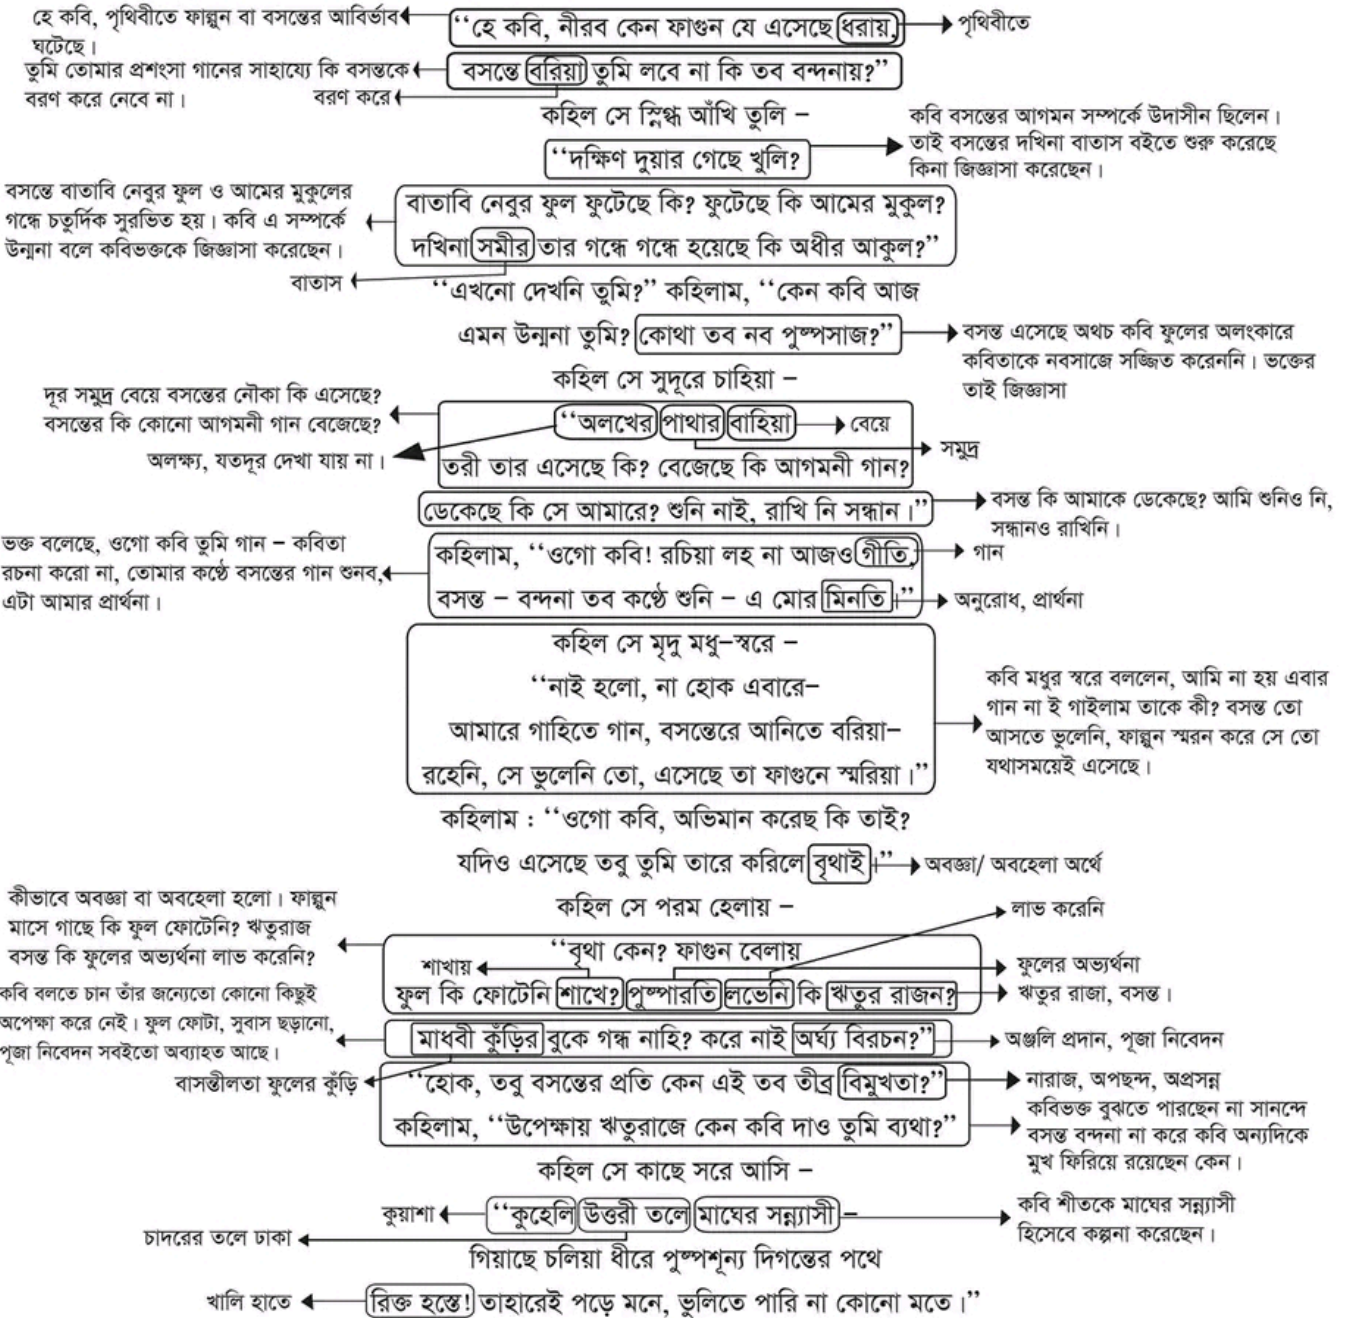 হে কবি, পৃথিবীতে ফাল্গুন বা বসন্তের আবির্ভাব
ঘটেছে।
"হে কবি, নীরব কেন ফাগুন যে এসেছে ধরায়,
পৃথিবীতে
তুমি তোমার প্রশংসা গানের সাহায্যে কি বসন্তকে
বরণ করে নেবে না।
বসন্তে বরিয়া তুমি লবে না কি তব বন্দনায়?"
বরণ করে
কহিল সে স্নিগ্ধ আঁখি তুলি –
"দক্ষিণ দুয়ার গেছে খুলি?
কবি বসন্তের আগমন সম্পর্কে উদাসীন ছিলেন।
তাই বসন্তের দখিনা বাতাস বইতে শুরু করেছে
কিনা জিজ্ঞাসা করেছেন।
বসন্তে বাতাবি নেবুর ফুল ও আমের মুকুলের
গন্ধে চতুর্দিক সুরভিত হয়। কবি এ সম্পর্কে
উন্মনা বলে কবিভক্তকে জিজ্ঞাসা করেছেন।
বাতাবি নেবুর ফুল ফুটেছে কি? ফুটেছে কি আমের মুকুল?
দখিনা সমীর তার গন্ধে গন্ধে হয়েছে কি অধীর আকুল?"
বাতাস
"এখনো দেখনি তুমি?" কহিলাম, "কেন কবি আজ
এমন উন্মনা তুমি? কোথা তব নব পুষ্পসাজ?"
বসন্ত এসেছে অথচ কবি ফুলের অলংকারে
কবিতাকে নবসাজে সজ্জিত করেননি। ভক্তের
তাই জিজ্ঞাসা
কহিল সে সুদূরে চাহিয়া –
দূর সমুদ্র বেয়ে বসন্তের নৌকা কি এসেছে?
বসন্তের কি কোনো আগমনী গান বেজেছে?
"অলখের পাথার বাহিয়া
বেয়ে
সমুদ্র
অলক্ষ্য, যতদূর দেখা যায় না।
তরী তার এসেছে কি? বেজেছে কি আগমনী গান?
ডেকেছে কি সে আমারে? শুনি নাই, রাখি নি সন্ধান।"
বসন্ত কি আমাকে ডেকেছে? আমি শুনিও নি,
সন্ধানও রাখিনি।
ভক্ত বলেছে, ওগো কবি তুমি গান – কবিতা
রচনা করো না, তোমার কণ্ঠে বসন্তের গান শুনব,
এটা আমার প্রার্থনা।
কহিলাম, "ওগো কবি! রচিয়া লহ না আজও গীতি,
গান
বসন্ত – বন্দনা তব কণ্ঠে শুনি – এ মোর মিনতি।"
অনুরোধ, প্রার্থনা
কহিল সে মৃদু মধু-স্বরে –
"নাই হলো, না হোক এবারে–
আমারে গাহিতে গান, বসন্তেরে আনিতে বরিয়া–
রহেনি, সে ভুলেনি তো, এসেছে তা ফাগুনে স্মরিয়া।"
কবি মধুর স্বরে বললেন, আমি না হয় এবার
গান না ই গাইলাম তাকে কী? বসন্ত তো
আসতে ভুলেনি, ফাল্গুন স্মরন করে সে তো
যথাসময়েই এসেছে।
কহিলাম : "ওগো কবি, অভিমান করেছ কি তাই?
যদিও এসেছে তবু তুমি তারে করিলে বৃথাই।"
অবজ্ঞা/ অবহেলা অর্থে
কীভাবে অবজ্ঞা বা অবহেলা হলো। ফাল্গুন
মাসে গাছে কি ফুল ফোটেনি? ঋতুরাজ
বসন্ত কি ফুলের অভ্যর্থনা লাভ করেনি?
কহিল সে পরম হেলায় –
লাভ করেনি
"বৃথা কেন? ফাগুন বেলায়
শাখায়
ফুলের অভ্যর্থনা
ফুল কি ফোটেনি শাখে? পুষ্পারতি লভেনি কি ঋতুর রাজন?
ঋতুর রাজা, বসন্ত।
কবি বলতে চান তাঁর জন্যেতো কোনো কিছুই
অপেক্ষা করে নেই। ফুল ফোটা, সুবাস ছড়ানো,
পূজা নিবেদন সবইতো অব্যাহত আছে।
মাধবী কুঁড়ির বুকে গন্ধ নাহি? করে নাই অর্ঘ্য বিরচন?"
অঞ্জলি প্রদান, পূজা নিবেদন
বাসন্তীলতা ফুলের কুঁড়ি
"হোক, তবু বসন্তের প্রতি কেন এই তব তীব্র বিমুখতা?"
নারাজ, অপছন্দ, অপ্রসন্ন
কহিলাম, "উপেক্ষায় ঋতুরাজে কেন কবি দাও তুমি ব্যথা?"
কবিভক্ত বুঝতে পারছেন না সানন্দে
বসন্ত বন্দনা না করে কবি অন্যদিকে
মুখ ফিরিয়ে রয়েছেন কেন।
কহিল সে কাছে সরে আসি –
কুয়াশা
"কুহেলি উত্তরী তলে মাঘের সন্ন্যাসী –
কবি শীতকে মাঘের সন্ন্যাসী
হিসেবে কল্পনা করেছেন।
চাদরের তলে ঢাকা
গিয়াছে চলিয়া ধীরে পুষ্পশূন্য দিগন্তের পথে
খালি হাতে
রিক্ত হস্তে! তাহারেই পড়ে মনে, ভুলিতে পারি না কোনো মতে।"